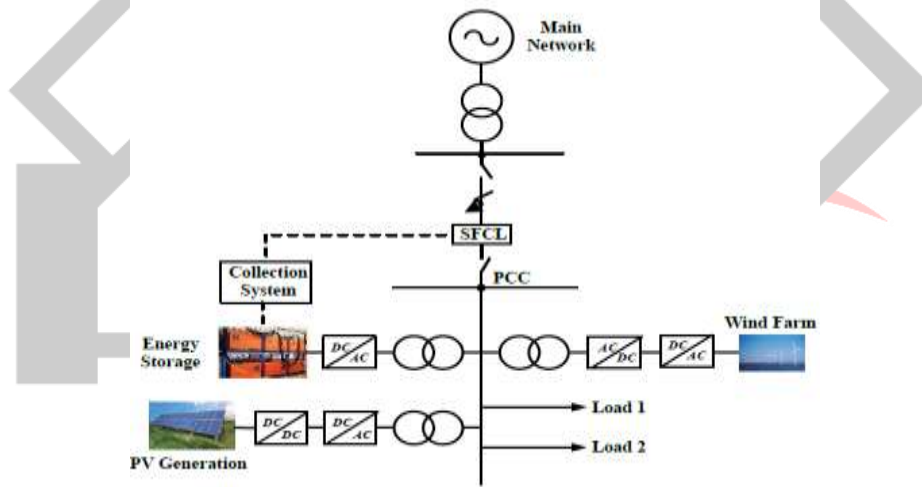 Main
Network
SFCL
PCC
Collection
System
Wind Farm
Energy
Storage
DC
AC
AC
DC
DC
AC
Load 1
DC
DC
DC
AC
Load 2
PV Generation